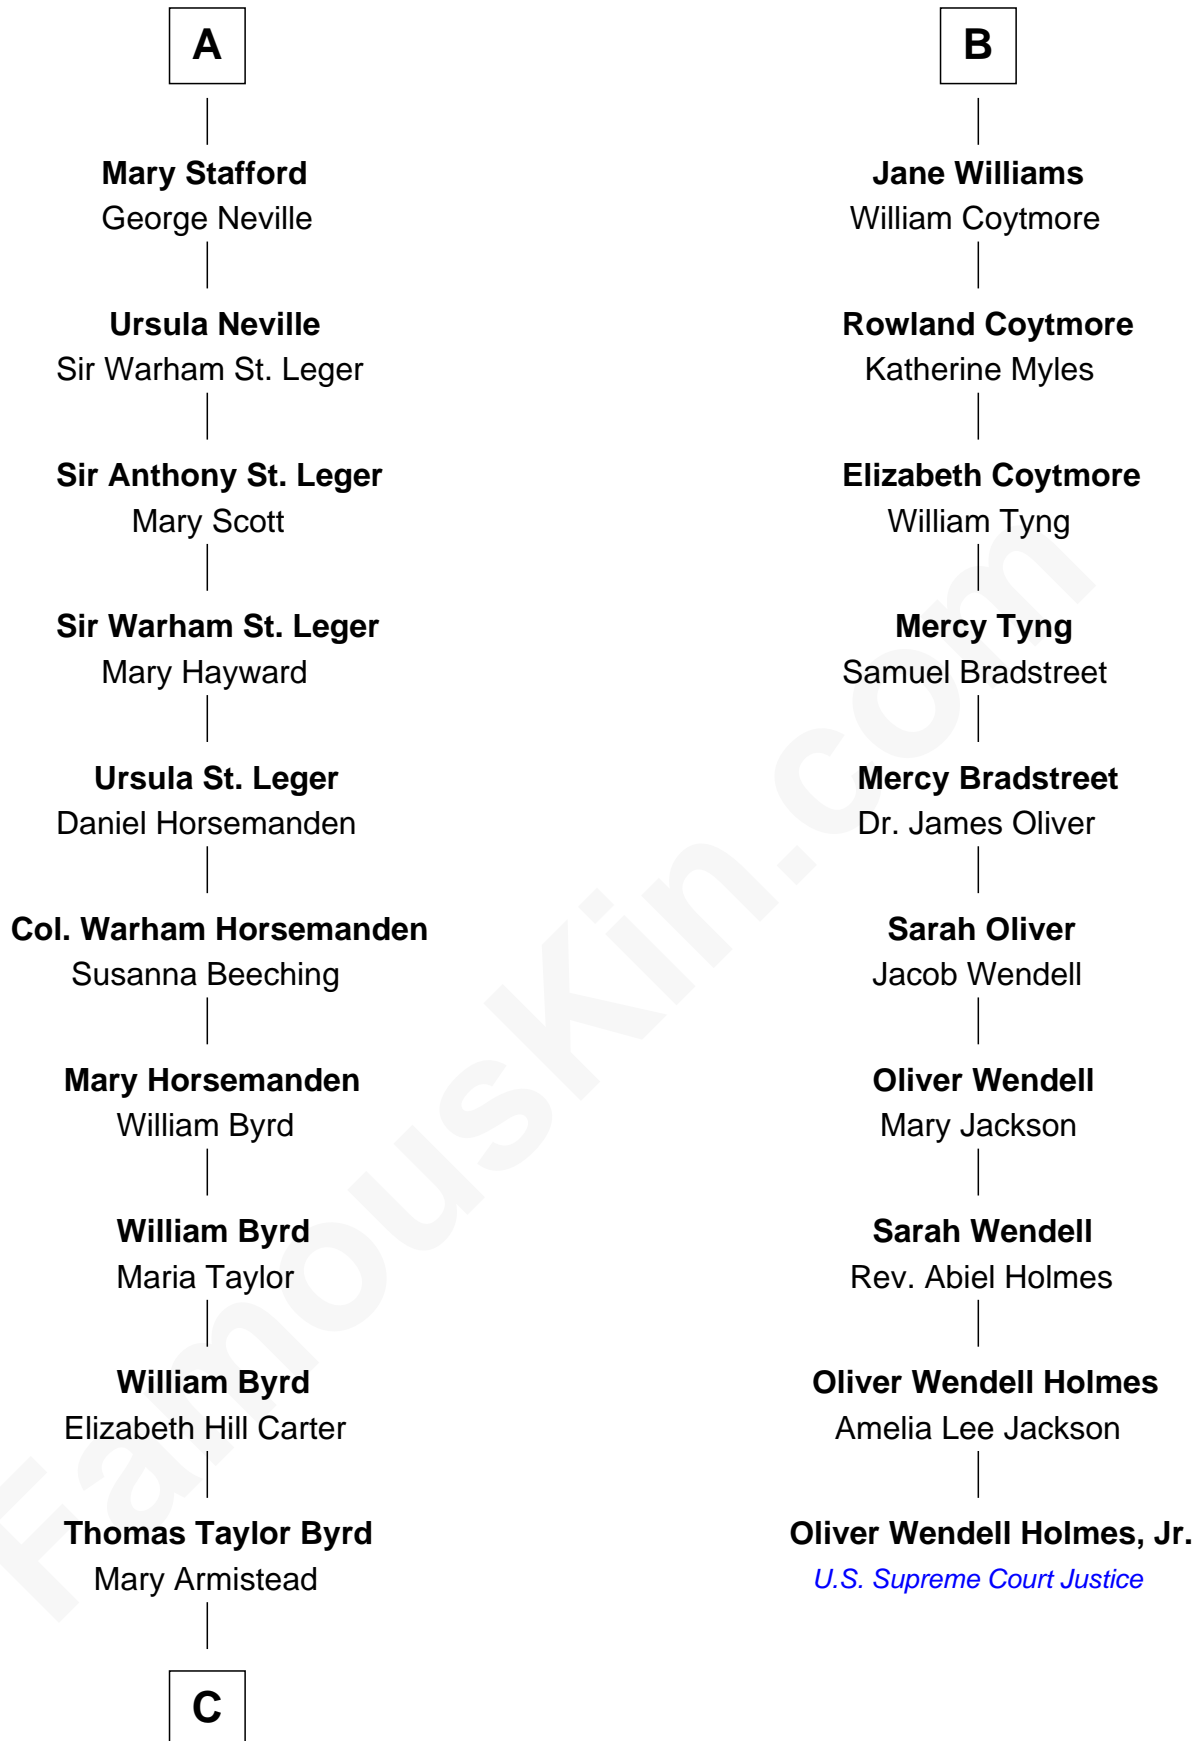 A
Mary Stafford
George Neville
Ursula Neville
Sir Warham St. Leger
Sir Anthony St. Leger
Mary Scott
Sir Warham St. Leger
Mary Hayward
Ursula St. Leger
Daniel Horsemanden
Col. Warham Horsemanden
Susanna Beeching
Mary Horsemanden
William Byrd
William Byrd
Maria Taylor
William Byrd
Elizabeth Hill Carter
Thomas Taylor Byrd
Mary Armistead
C
B
Jane Williams
William Coytmore
Rowland Coytmore
Katherine Myles
Elizabeth Coytmore
William Tyng
Mercy Tyng
Samuel Bradstreet
Mercy Bradstreet
Dr. James Oliver
Sarah Oliver
Jacob Wendell
Oliver Wendell
Mary Jackson
Sarah Wendell
Rev. Abiel Holmes
Oliver Wendell Holmes
Amelia Lee Jackson
Oliver Wendell Holmes, Jr.
U.S. Supreme Court Justice
FamousKin.com